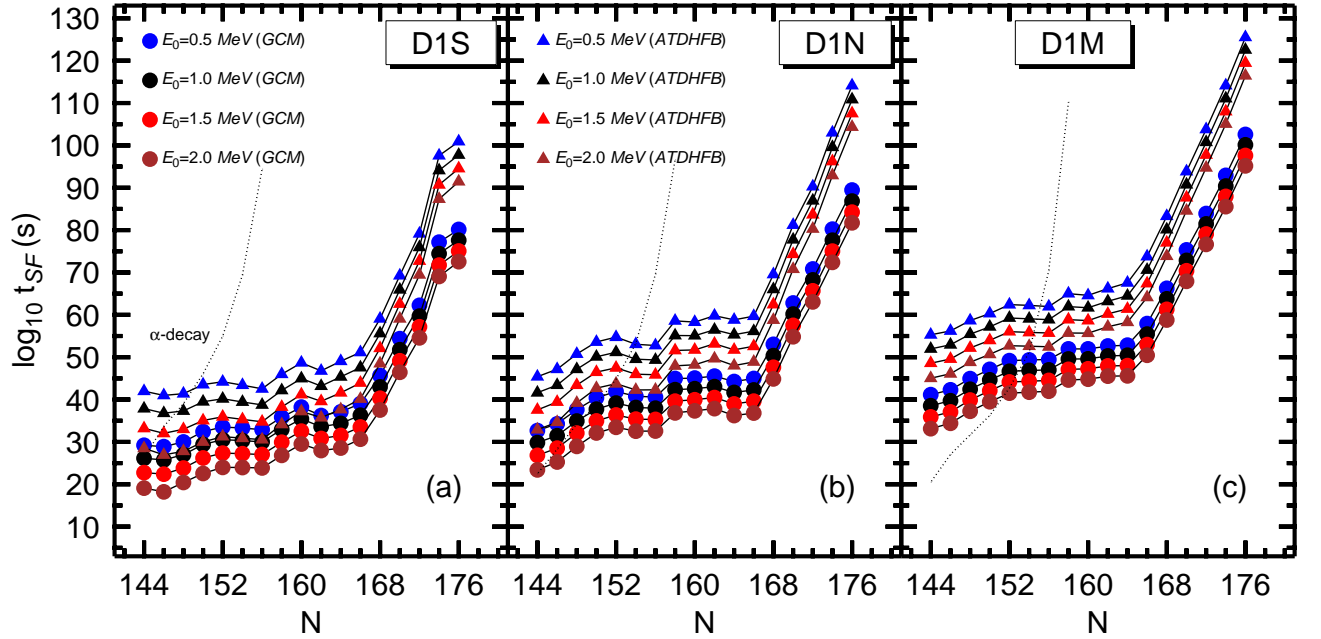 D1S
D1N
D1M
E0=0.5 MeV (GCM)
E0=1.0 MeV (GCM)
E0=1.5 MeV (GCM)
E0=2.0 MeV (GCM)
E0=0.5 MeV (ATDHFB)
E0=1.0 MeV (ATDHFB)
E0=1.5 MeV (ATDHFB)
E0=2.0 MeV (ATDHFB)
130
120
110
100
90
80
70
60
50
40
30
20
10
log10 tSF (s)
α-decay
(a)
(b)
(c)
144 152 160 168 176
144 152 160 168 176
144 152 160 168 176
N
N
N